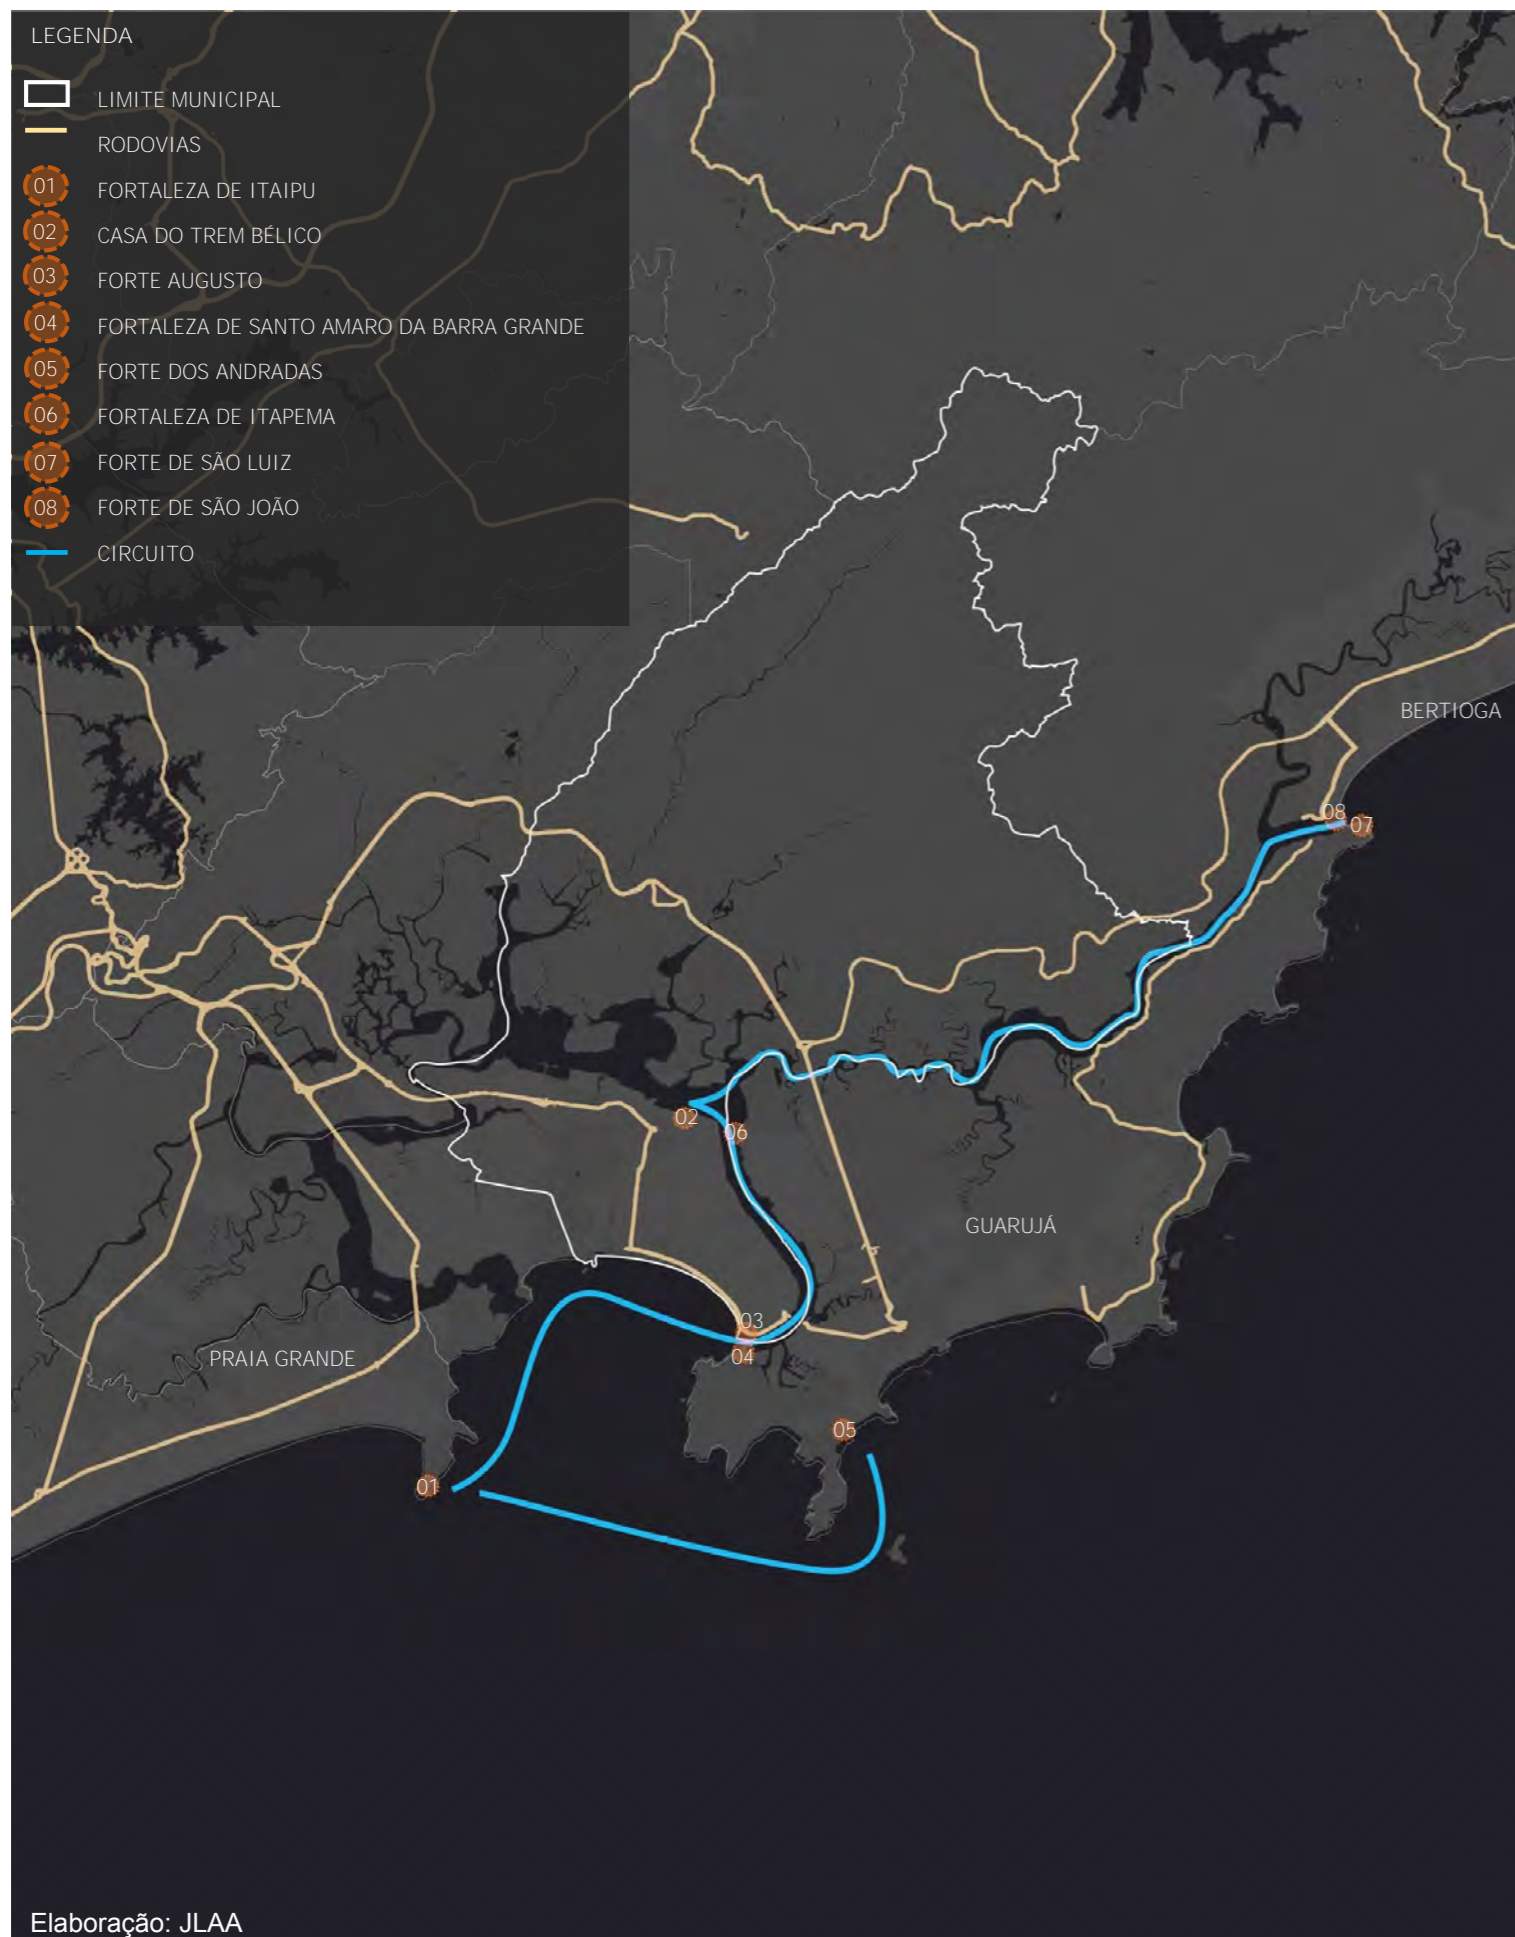 LEGENDA
LIMITE MUNICIPAL
RODOVIAS
01 FORTALEZA DE ITAIPU
02 CASA DO TREM BÉLICO
03 FORTE AUGUSTO
04 FORTALEZA DE SANTO AMARO DA BARRA GRANDE
05 FORTE DOS ANDRADAS
06 FORTALEZA DE ITAPEMA
07 FORTE DE SÃO LUIZ
08 FORTE DE SÃO JOÃO
CIRCUITO
BERTIOGA
08
07
02
06
GUARUJÁ
03
04
PRAIA GRANDE
05
01
Elaboração: JLAA